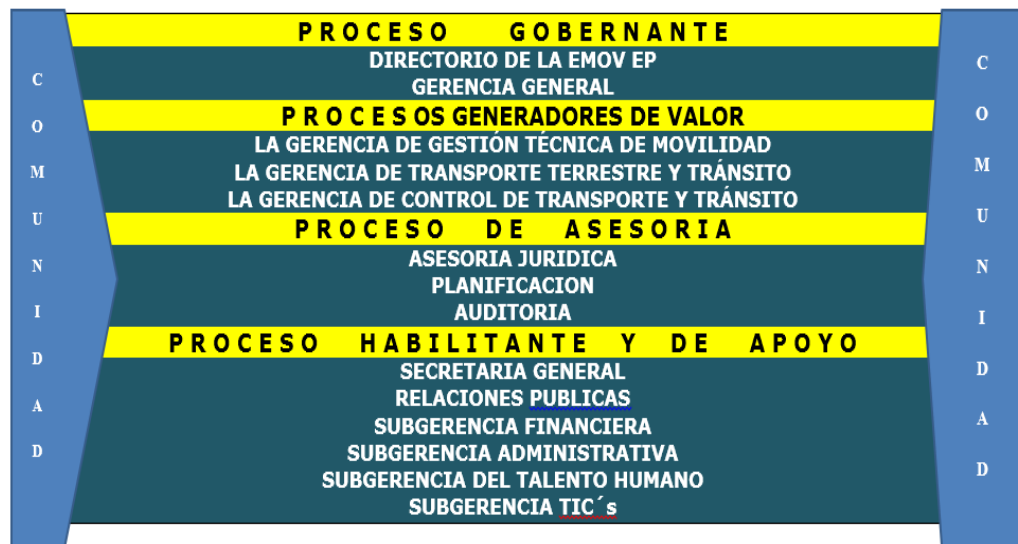 COMUNIDAD
PROCESO GOBERNANTE
DIRECTORIO DE LA EMOV EP
GERENCIA GENERAL
PROCESOS GENERADORES DE VALOR
LA GERENCIA DE GESTIÓN TÉCNICA DE MOVILIDAD
LA GERENCIA DE TRANSPORTE TERRESTRE Y TRÁNSITO
LA GERENCIA DE CONTROL DE TRANSPORTE Y TRÁNSITO
PROCESO DE ASESORIA
ASESORIA JURIDICA
PLANIFICACION
AUDITORIA
PROCESO HABILITANTE Y DE APOYO
SECRETARIA GENERAL
RELACIONES PUBLICAS
SUBGERENCIA FINANCIERA
SUBGERENCIA ADMINISTRATIVA
SUBGERENCIA DEL TALENTO HUMANO
SUBGERENCIA TIC´s
COMUNIDAD